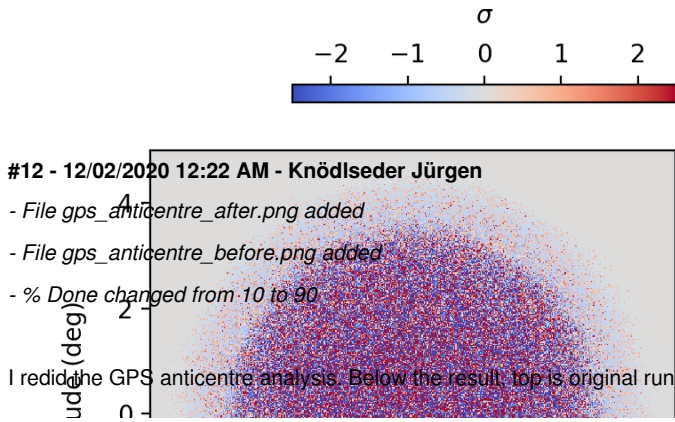 σ
−2 −1 0 1 2
#12 - 12/02/2020 12:22 AM - Knödlseder Jürgen
4
- File gps_anticentre_after.png added
- File gps_anticentre_before.png added
- % Done changed from 10 to 90
2
ude (deg)
I redid the GPS anticentre analysis. Below the result, top is original run
0